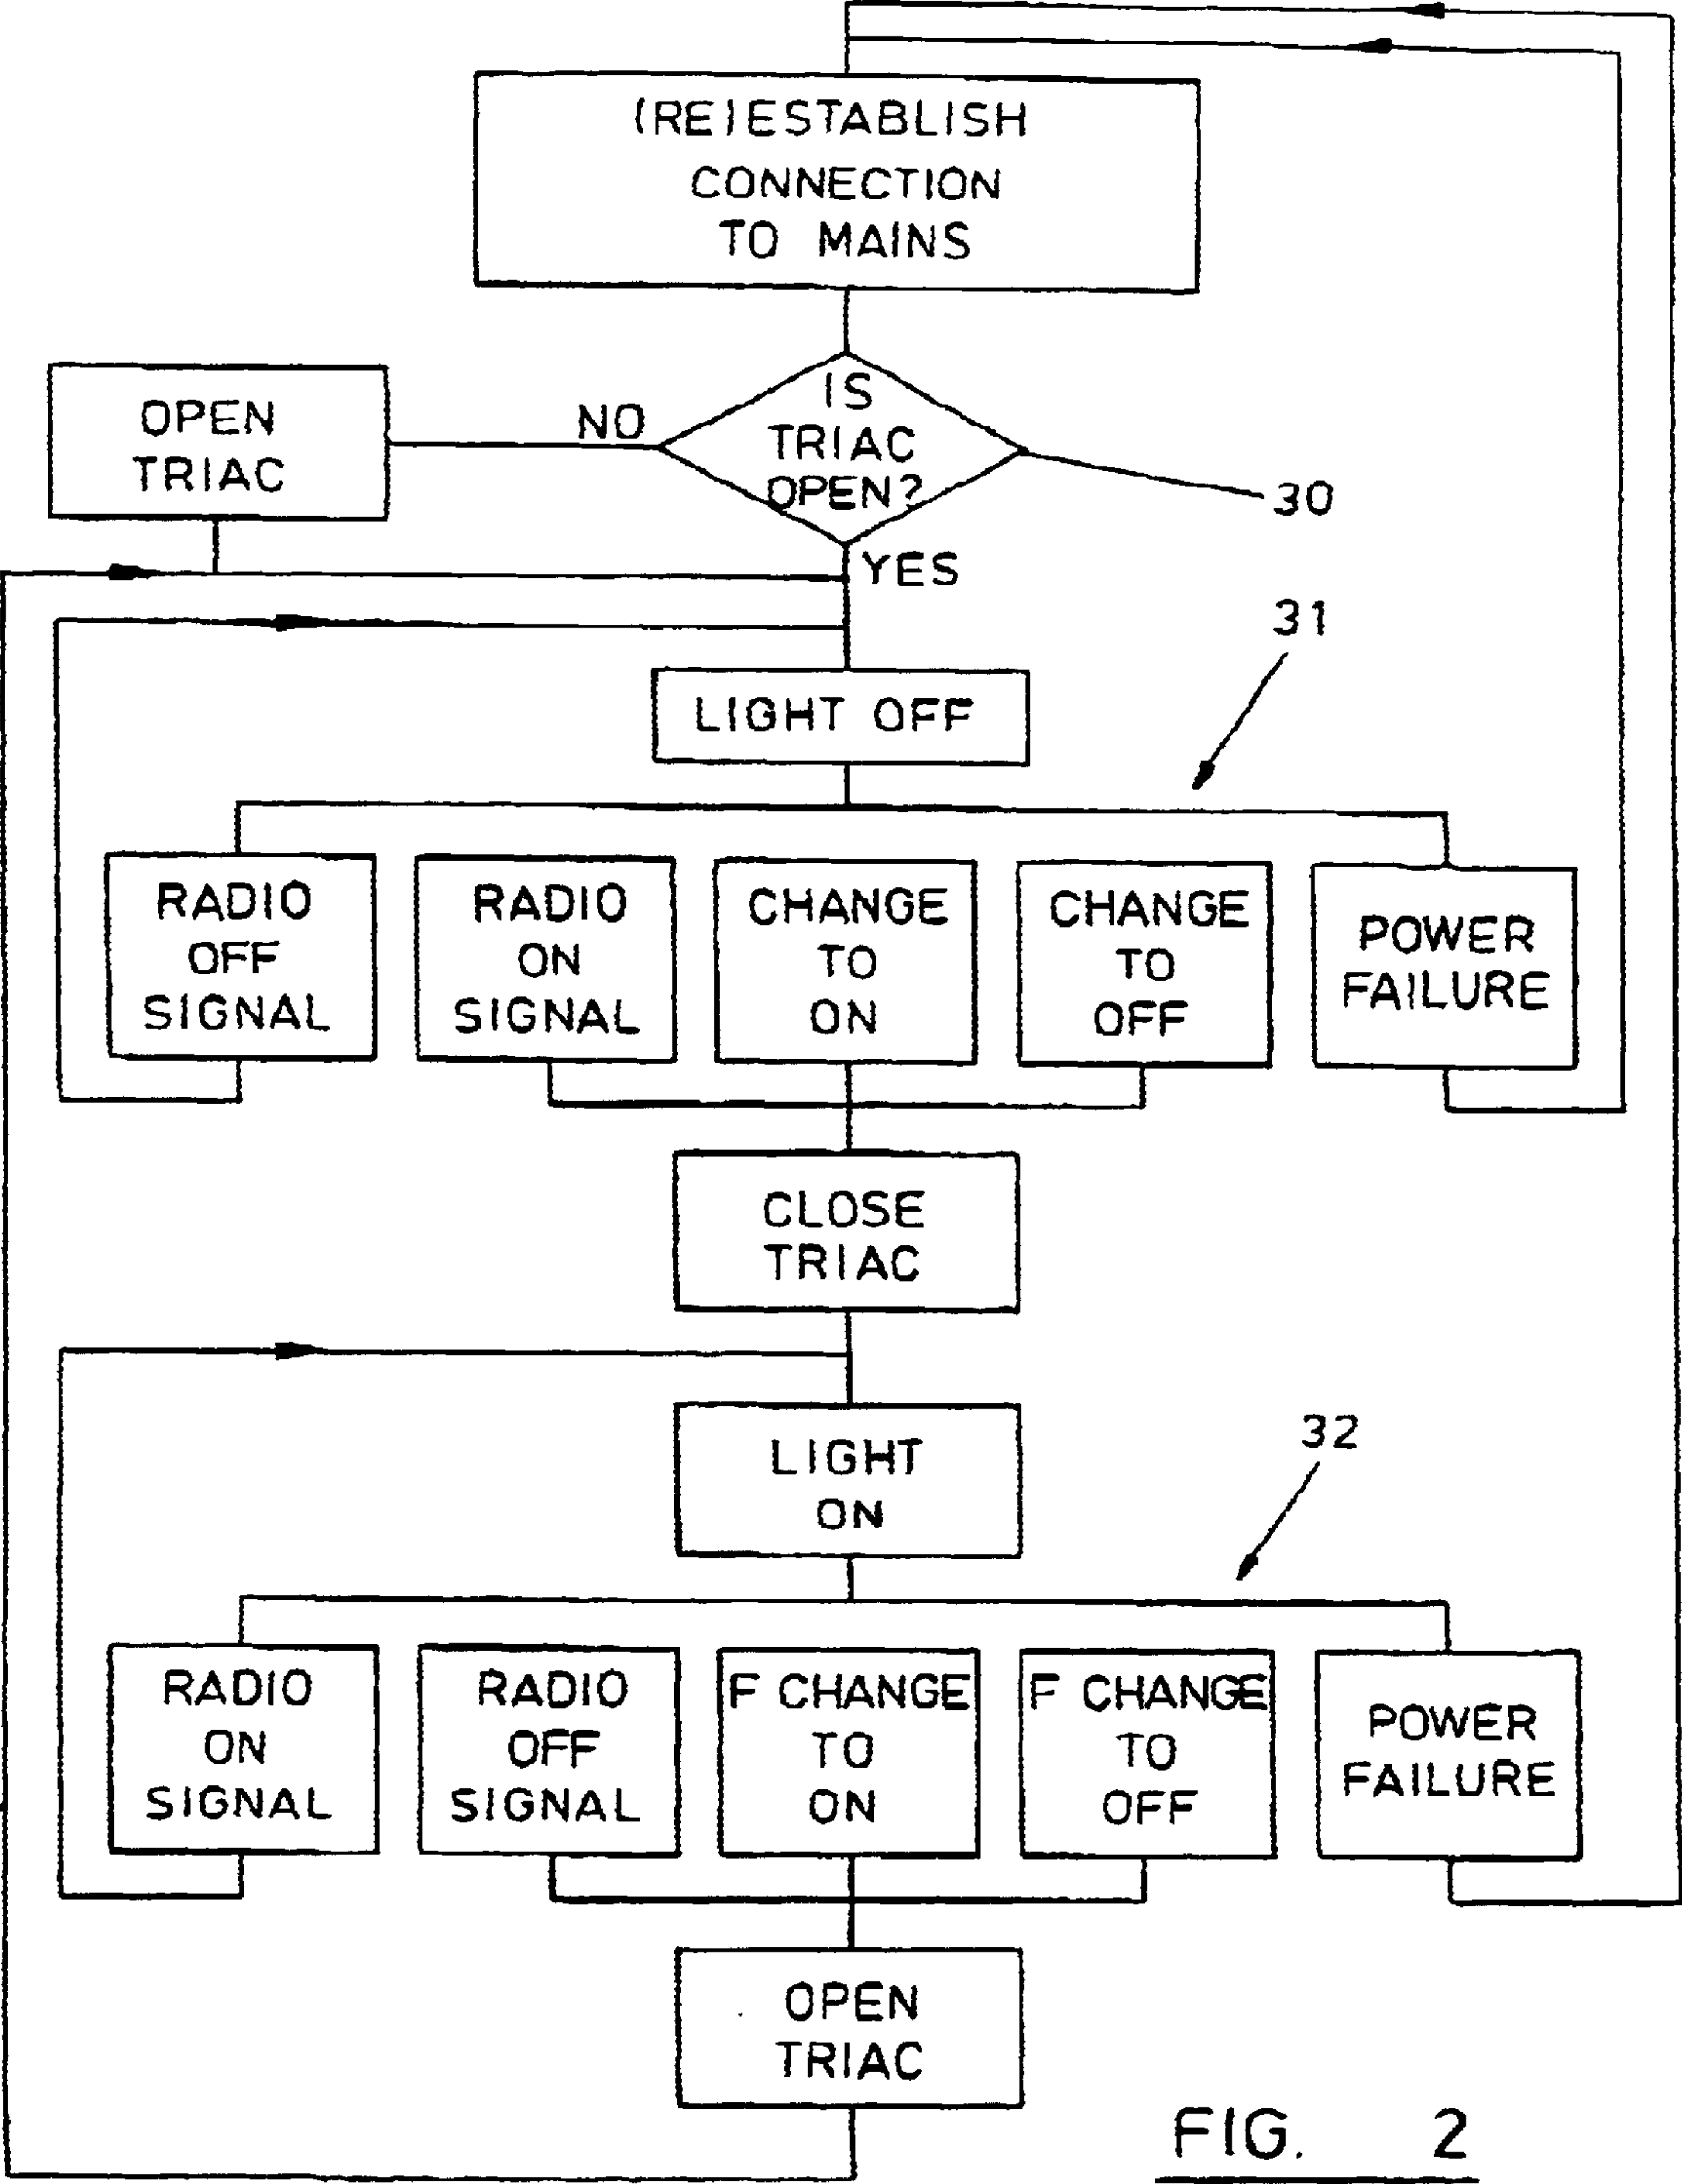 (RE)ESTABLISH
CONNECTION
TO MAINS
OPEN
TRIAC
NO
IS
TRIAC
OPEN?
30
YES
31
LIGHT OFF
RADIO
OFF
SIGNAL
RADIO
ON
SIGNAL
CHANGE
TO
ON
CHANGE
TO
OFF
POWER
FAILURE
CLOSE
TRIAC
LIGHT
ON
32
RADIO
ON
SIGNAL
RADIO
OFF
SIGNAL
F CHANGE
TO
ON
F CHANGE
TO
OFF
POWER
FAILURE
OPEN
TRIAC
FIG. 2